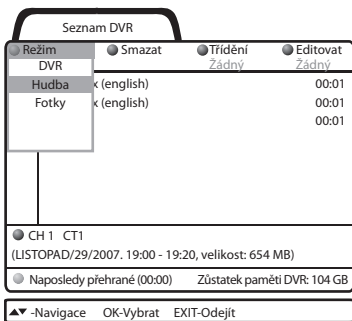 Seznam DVR
Režim Smazat Třídění Editovat
DVR Žádný Žádný
Hudba x (english) 00:01
Fotky x (english) 00:01
00:01
CH 1 CT1
(LISTOPAD/29/2007. 19:00 - 19:20, velikost: 654 MB)
Naposledy přehrané (00:00) Zůstatek paměti DVR: 104 GB
▲▼ -Navigace OK-Vybrat EXIT-Odejít